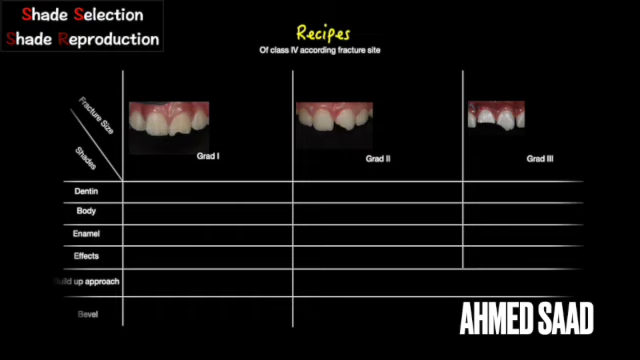 Shade Selection
Shade Reproduction
Recipes
Of class IV according fracture site
Fracture Size
Shades
Grad I
Grad II
Grad III
Dentin
Body
Enamel
Effects
Build up approach
Bevel
AHMED SAAD